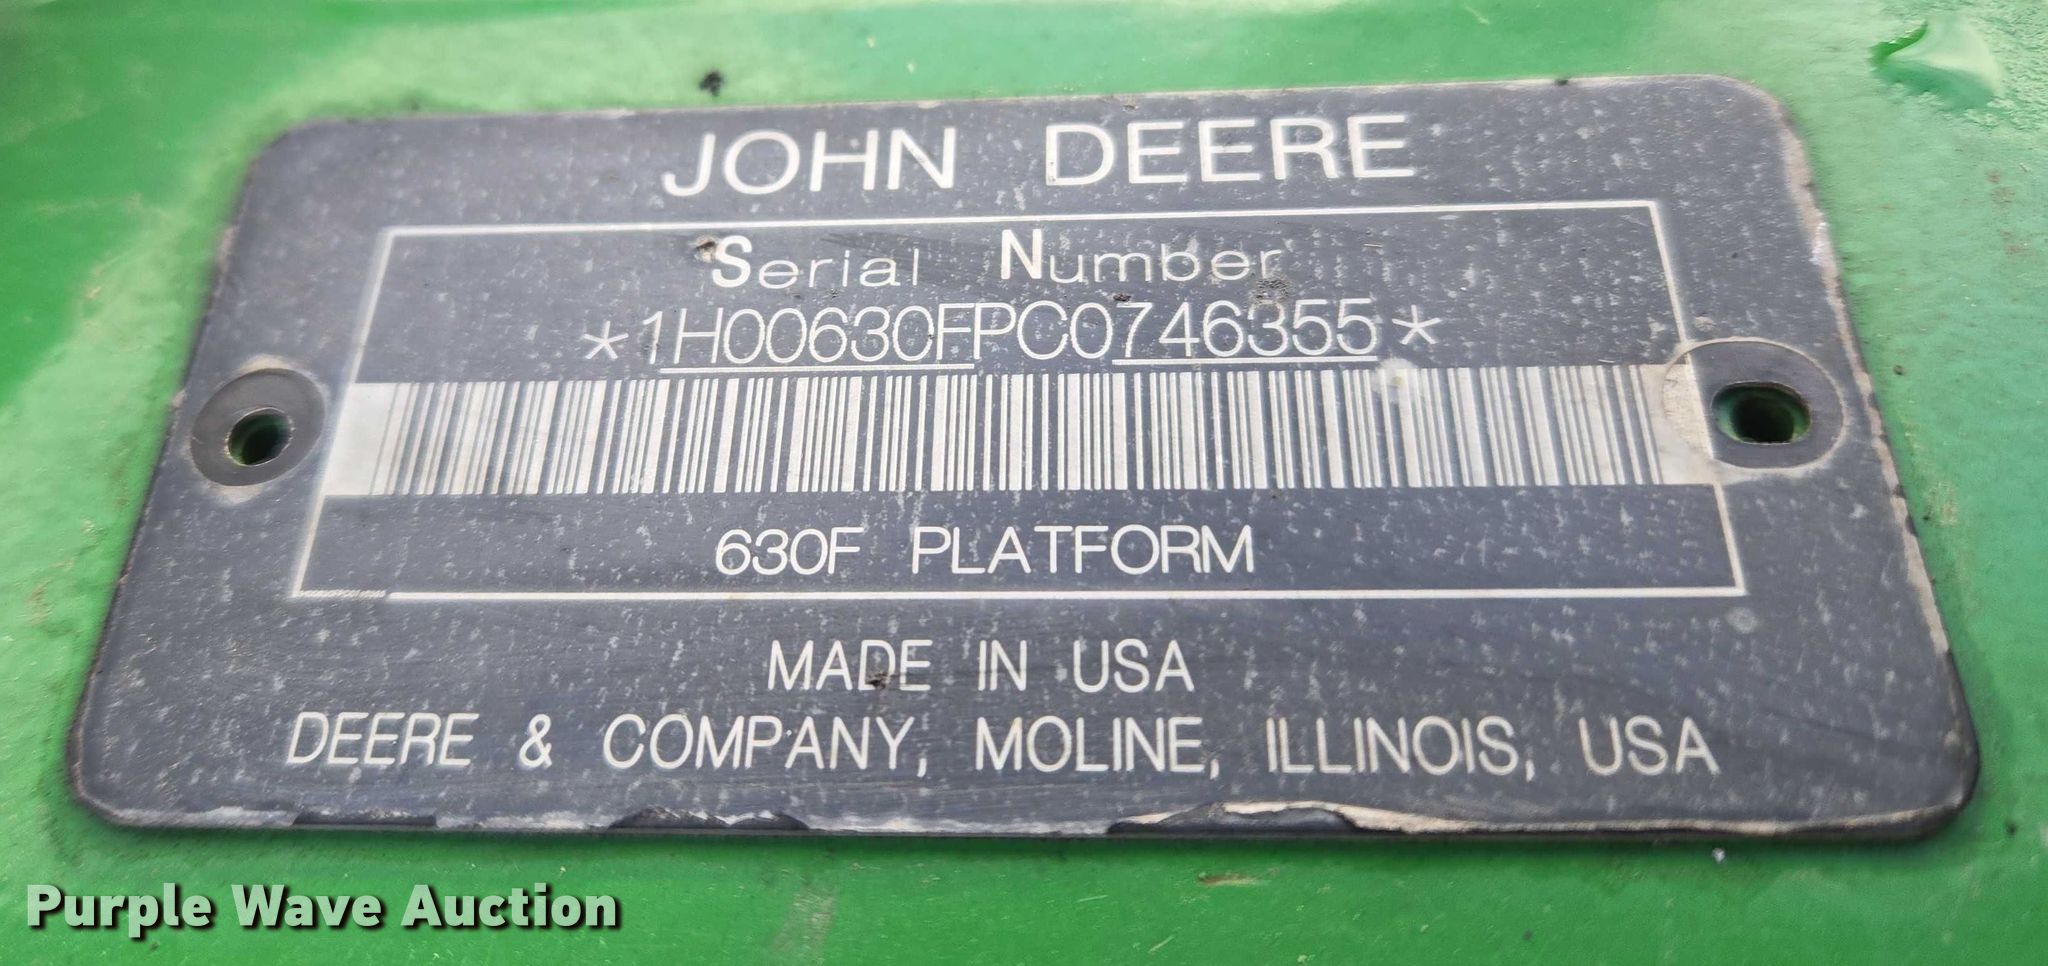 JOHN DEERE
Serial Number
*1H00630FPC0746355*
630F PLATFORM
MADE IN USA
DEERE & COMPANY, MOLINE, ILLINOIS, USA
Purple Wave Auction